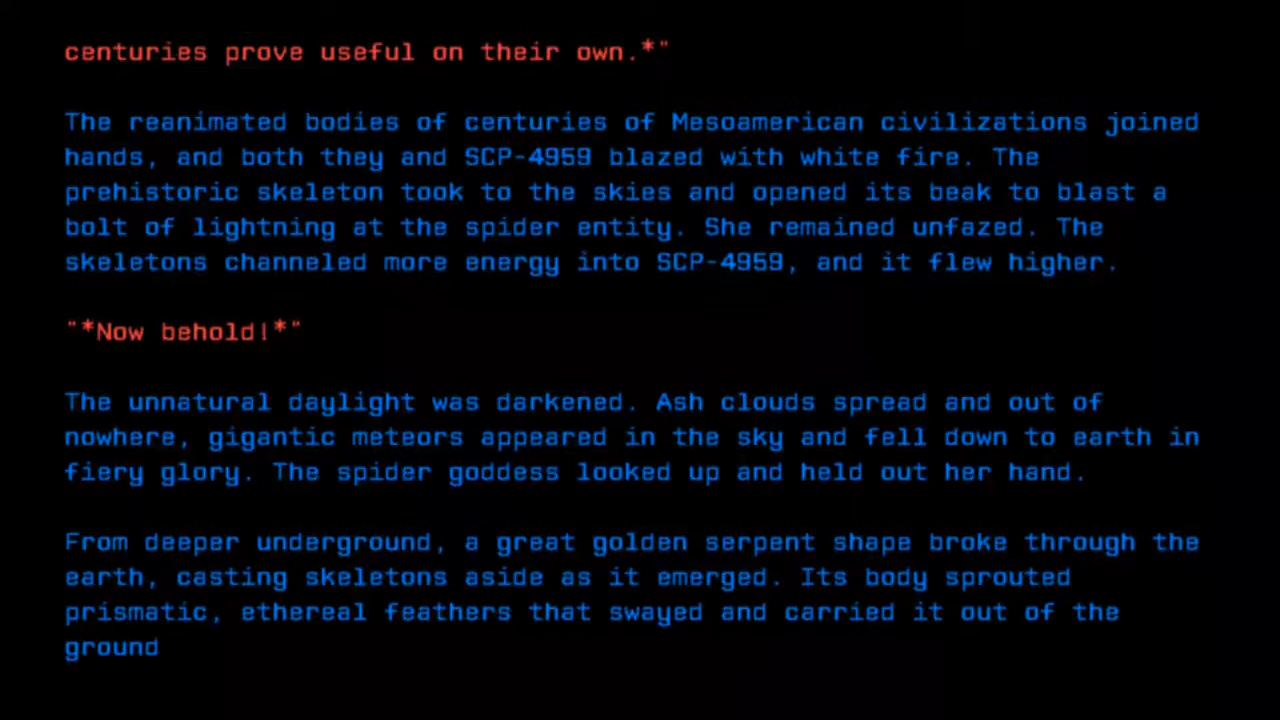 centuries prove useful on their own.*"
The reanimated bodies of centuries of Mesoamerican civilizations joined
hands, and both they and SCP-4959 blazed with white fire. The
prehistoric skeleton took to the skies and opened its beak to blast a
bolt of lightning at the spider entity. She remained unfazed. The
skeletons channeled more energy into SCP-4959, and it flew higher.
"*Now behold!*"
The unnatural daylight was darkened. Ash clouds spread and out of
nowhere, gigantic meteors appeared in the sky and fell down to earth in
fiery glory. The spider goddess looked up and held out her hand.
From deeper underground, a great golden serpent shape broke through the
earth, casting skeletons aside as it emerged. Its body sprouted
prismatic, ethereal feathers that swayed and carried it out of the
ground